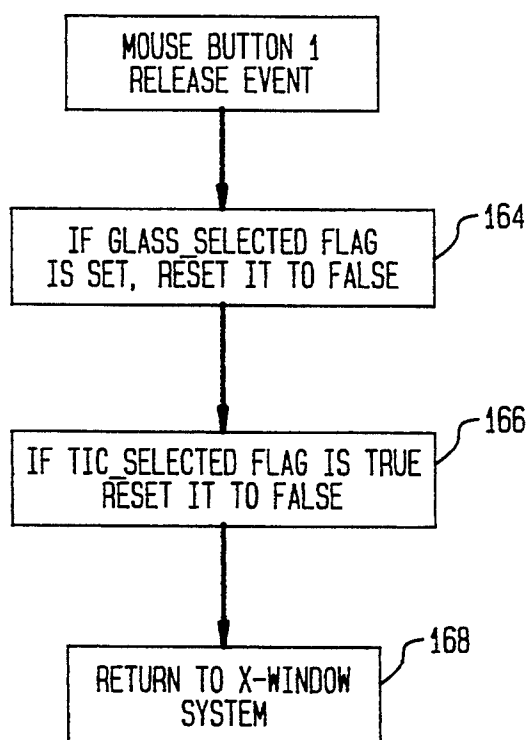 MOUSE BUTTON 1
RELEASE EVENT
164
IF GLASS_SELECTED FLAG
IS SET, RESET IT TO FALSE
166
IF TIC_SELECTED FLAG IS TRUE
RESET IT TO FALSE
168
RETURN TO X-WINDOW
SYSTEM